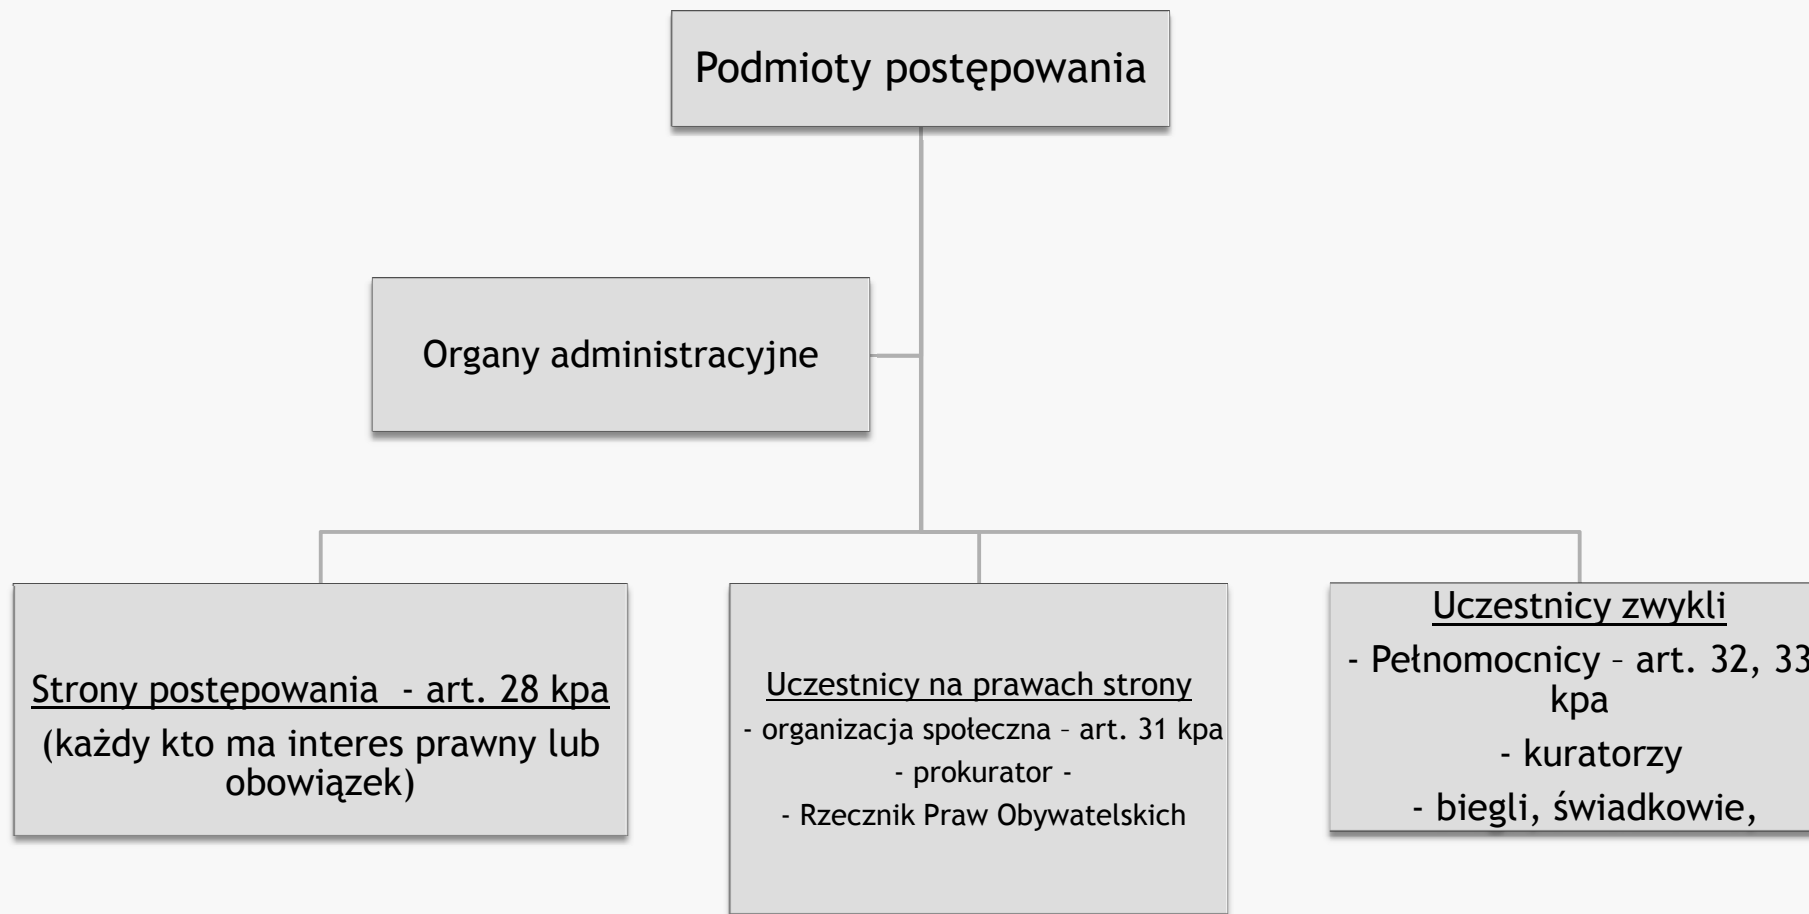 Podmioty postępowania
Organy administracyjne
Strony postępowania  - art. 28 kpa
(każdy kto ma interes prawny lub
obowiązek)
Uczestnicy na prawach strony
- organizacja społeczna – art. 31 kpa
- prokurator -
- Rzecznik Praw Obywatelskich
Uczestnicy zwykli
- Pełnomocnicy – art. 32, 33
kpa
- kuratorzy
- biegli, świadkowie,